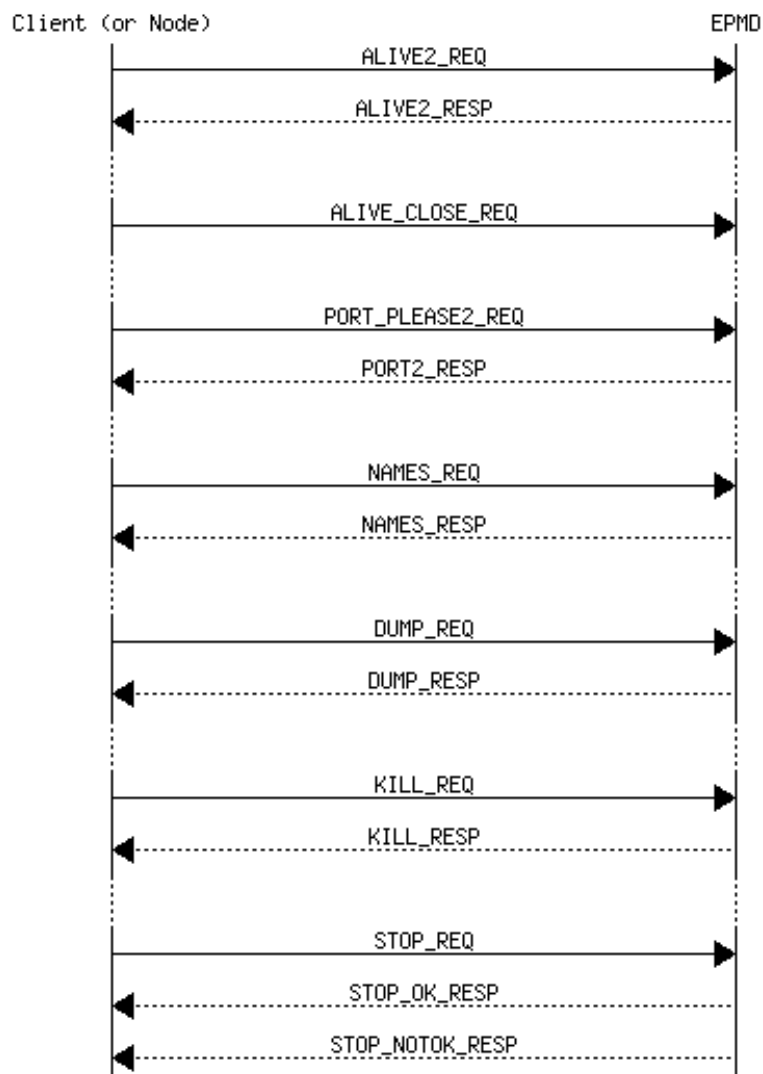 Client (or Node) EPMD
ALIVE2_REQ
ALIVE2_RESP
ALIVE_CLOSE_REQ
PORT_PLEASE2_REQ
PORT2_RESP
NAMES_REQ
NAMES_RESP
DUMP_REQ
DUMP_RESP
KILL_REQ
KILL_RESP
STOP_REQ
STOP_OK_RESP
STOP_NOTOK_RESP